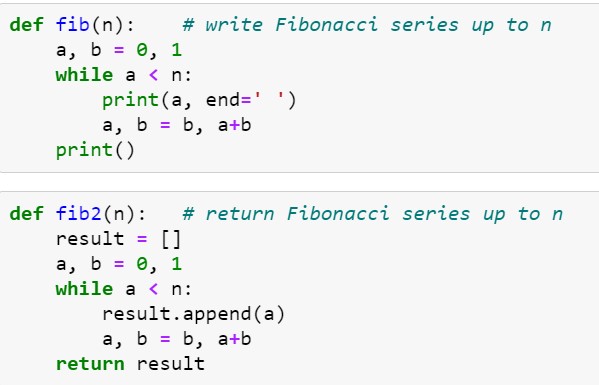 def fib(n):    # write Fibonacci series up to n
    a, b = 0, 1
    while a < n:
        print(a, end=' ')
        a, b = b, a+b
    print()
def fib2(n):   # return Fibonacci series up to n
    result = []
    a, b = 0, 1
    while a < n:
        result.append(a)
        a, b = b, a+b
    return result